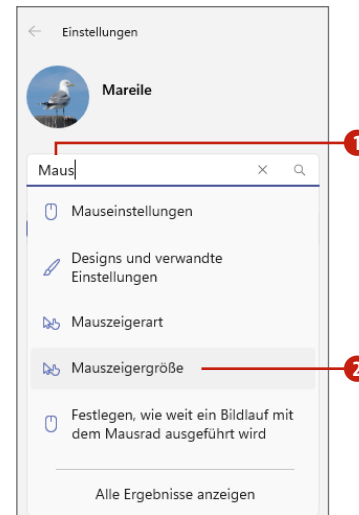 Einstellungen
Mareile
1
Maus
Mauseinstellungen
Designs und verwandte
Einstellungen
Mauszeigerart
Mauszeigergröße
2
Festlegen, wie weit ein Bildlauf mit
dem Mausrad ausgeführt wird
Alle Ergebnisse anzeigen